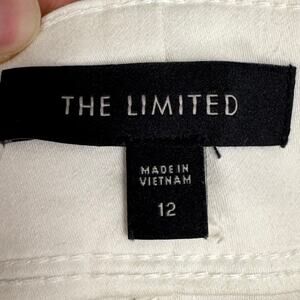 THE LIMITED
MADE IN
VIETNAM
12